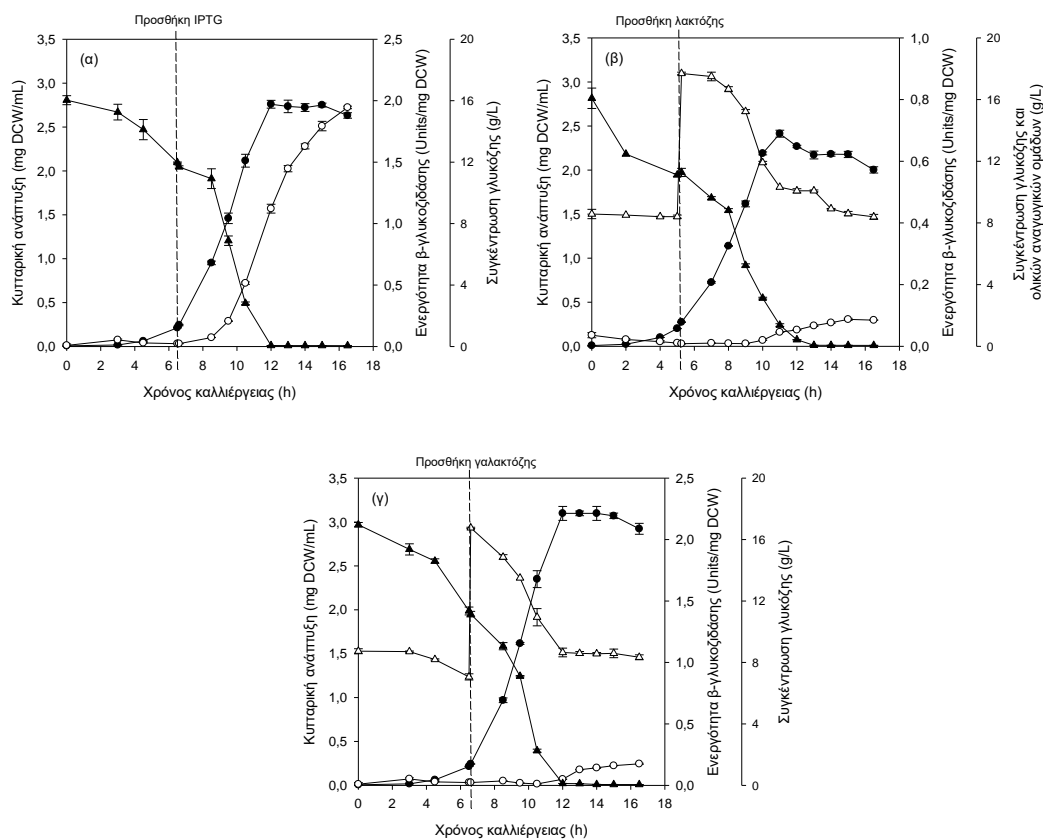 Προσθήκη IPTG
(α)
3,5
3,0
2,5
2,0
1,5
1,0
0,5
0,0
Κυτταρική ανάπτυξη (mg DCW/mL)
0 2 4 6 8 10 12 14 16 18
Χρόνος καλλιέργειας (h)
2,5
2,0
1,5
1,0
0,5
0,0
Ενεργότητα β-γλυκοζιδάσης (Units/mg DCW)
20
16
12
8
4
0
Συγκέντρωση γλυκόζης (g/L)
Προσθήκη λακτόζης
(β)
3,5
3,0
2,5
2,0
1,5
1,0
0,5
0,0
Κυτταρική ανάπτυξη (mg DCW/mL)
0 2 4 6 8 10 12 14 16 18
Χρόνος καλλιέργειας (h)
1,0
0,8
0,6
0,4
0,2
0,0
Ενεργότητα β-γλυκοζιδάσης (Units/mg DCW)
20
16
12
8
4
0
Συγκέντρωση γλυκόζης και
ολικών αναγωγικών ομάδων (g/L)
Προσθήκη γαλακτόζης
(γ)
3,5
3,0
2,5
2,0
1,5
1,0
0,5
0,0
Κυτταρική ανάπτυξη (mg DCW/mL)
0 2 4 6 8 10 12 14 16 18
Χρόνος καλλιέργειας (h)
2,5
2,0
1,5
1,0
0,5
0,0
Ενεργότητα β-γλυκοζιδάσης (Units/mg DCW)
20
16
12
8
4
0
Συγκέντρωση γλυκόζης (g/L)